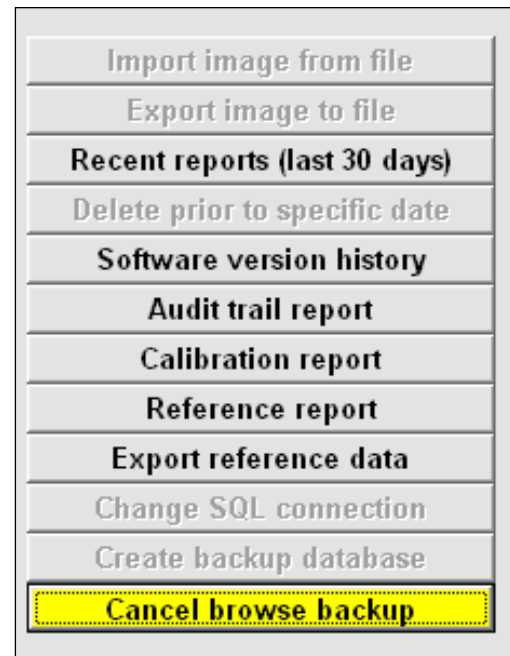 Import image from file
Export image to file
Recent reports (last 30 days)
Delete prior to specific date
Software version history
Audit trail report
Calibration report
Reference report
Export reference data
Change SQL connection
Create backup database
Cancel browse backup